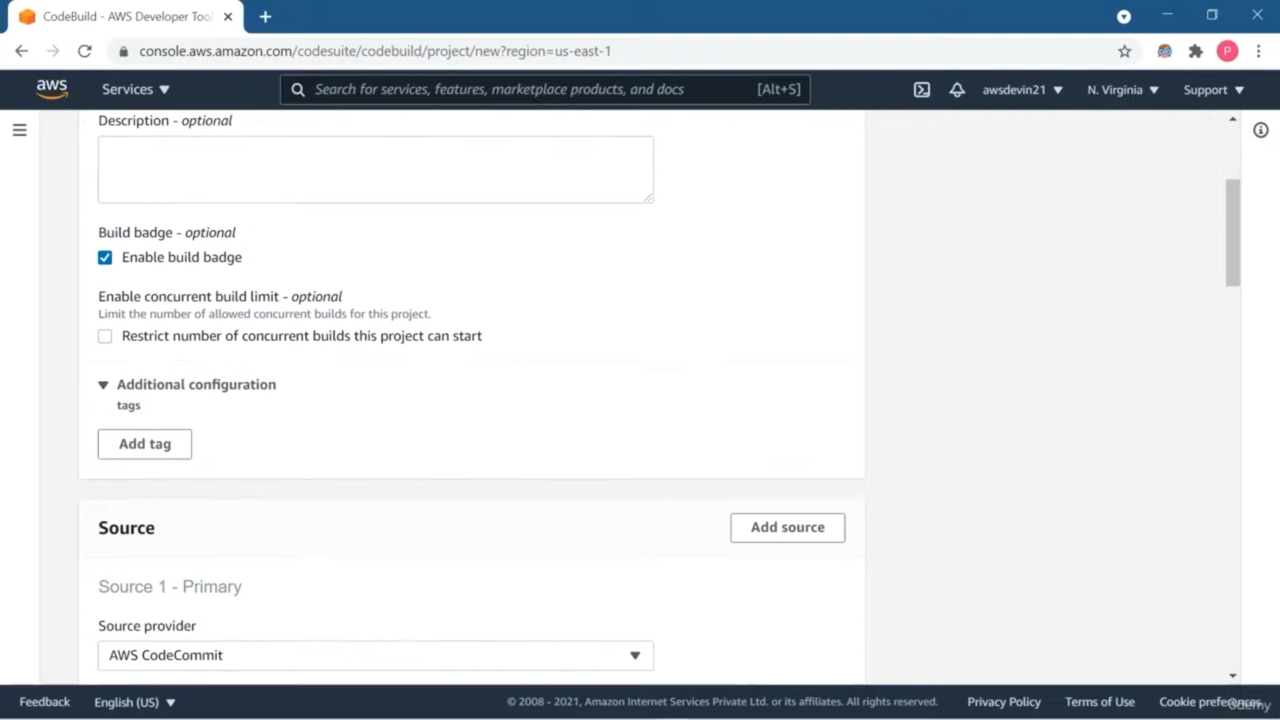 CodeBuild - AWS Developer Tool
console.aws.amazon.com/codesuite/codebuild/project/new?region=us-east-1
P
aws
Services
Search for services, features, marketplace products, and docs
[Alt+S]
awsdevin21
N. Virginia
Support
Description - optional
Build badge - optional
Enable build badge
Enable concurrent build limit - optional
Limit the number of allowed concurrent builds for this project.
Restrict number of concurrent builds this project can start
Additional configuration
tags
Add tag
Source
Add source
Source 1 - Primary
Source provider
AWS CodeCommit
Feedback
English (US)
© 2008 - 2021, Amazon Internet Services Private Ltd. or its affiliates. All rights reserved.
Privacy Policy
Terms of Use
Cookie preferences
Udemy